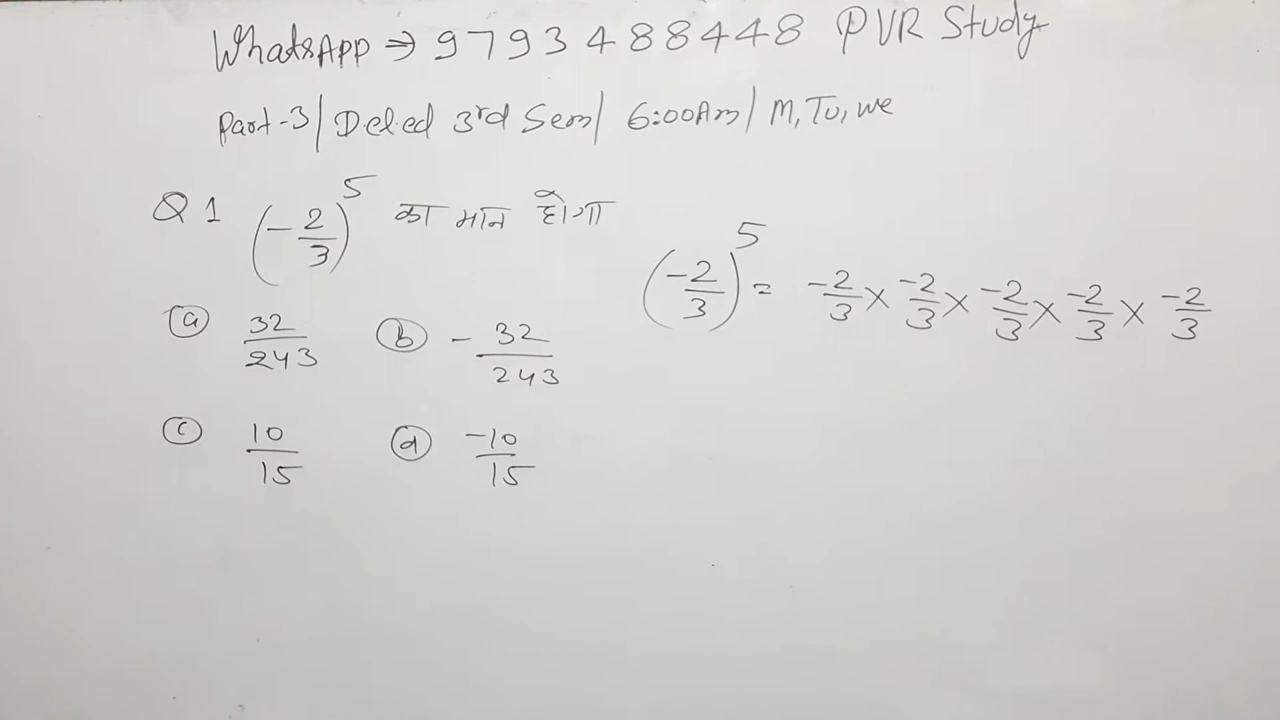 WhatsApp ⇒ 9793488448 PVR Study
Part-3/ D.el.ed 3rd Sem/ 6:00Am/ M, Tu, we
Q 1 (-2/3)^5 का मान होगा
(-2/3)^5 = -2/3 × -2/3 × -2/3 × -2/3 × -2/3
(a) 32/243 (b) - 32/243
(c) 10/15 (d) -10/15